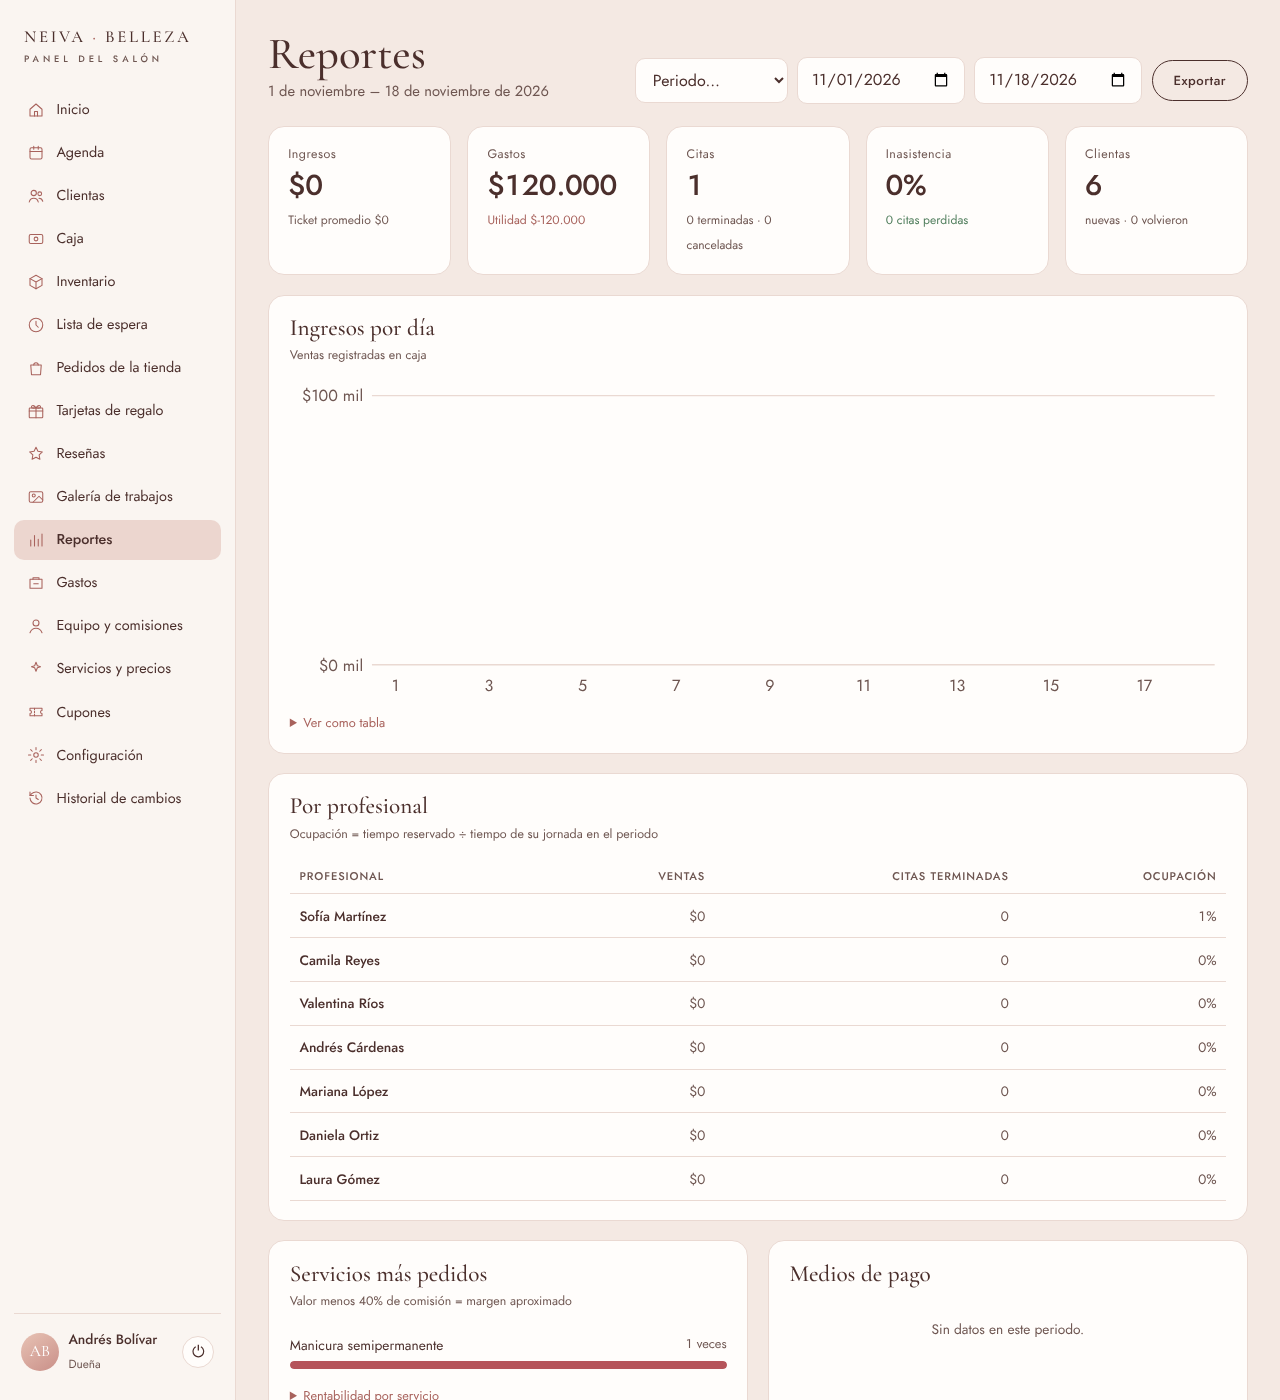 NEIVA · BELLEZA
PANEL DEL SALÓN
Inicio
Agenda
Clientas
Caja
Inventario
Lista de espera
Pedidos de la tienda
Tarjetas de regalo
Reseñas
Galería de trabajos
Reportes
Gastos
Equipo y comisiones
Servicios y precios
Cupones
Configuración
Historial de cambios
AB
Andrés Bolívar
Dueña
Reportes
1 de noviembre – 18 de noviembre de 2026
Periodo...
11/01/2026
11/18/2026
Exportar
Ingresos
$0
Ticket promedio $0
Gastos
$120.000
Utilidad $-120.000
Citas
1
0 terminadas · 0
canceladas
Inasistencia
0%
0 citas perdidas
Clientas
6
nuevas · 0 volvieron
Ingresos por día
Ventas registradas en caja
$100 mil
$0 mil
1 3 5 7 9 11 13 15 17
▶ Ver como tabla
Por profesional
Ocupación = tiempo reservado ÷ tiempo de su jornada en el periodo
PROFESIONAL VENTAS CITAS TERMINADAS OCUPACIÓN
Sofía Martínez $0 0 1%
Camila Reyes $0 0 0%
Valentina Ríos $0 0 0%
Andrés Cárdenas $0 0 0%
Mariana López $0 0 0%
Daniela Ortiz $0 0 0%
Laura Gómez $0 0 0%
Servicios más pedidos
Valor menos 40% de comisión = margen aproximado
Manicura semipermanente 1 veces
▶ Rentabilidad por servicio
Medios de pago
Sin datos en este periodo.